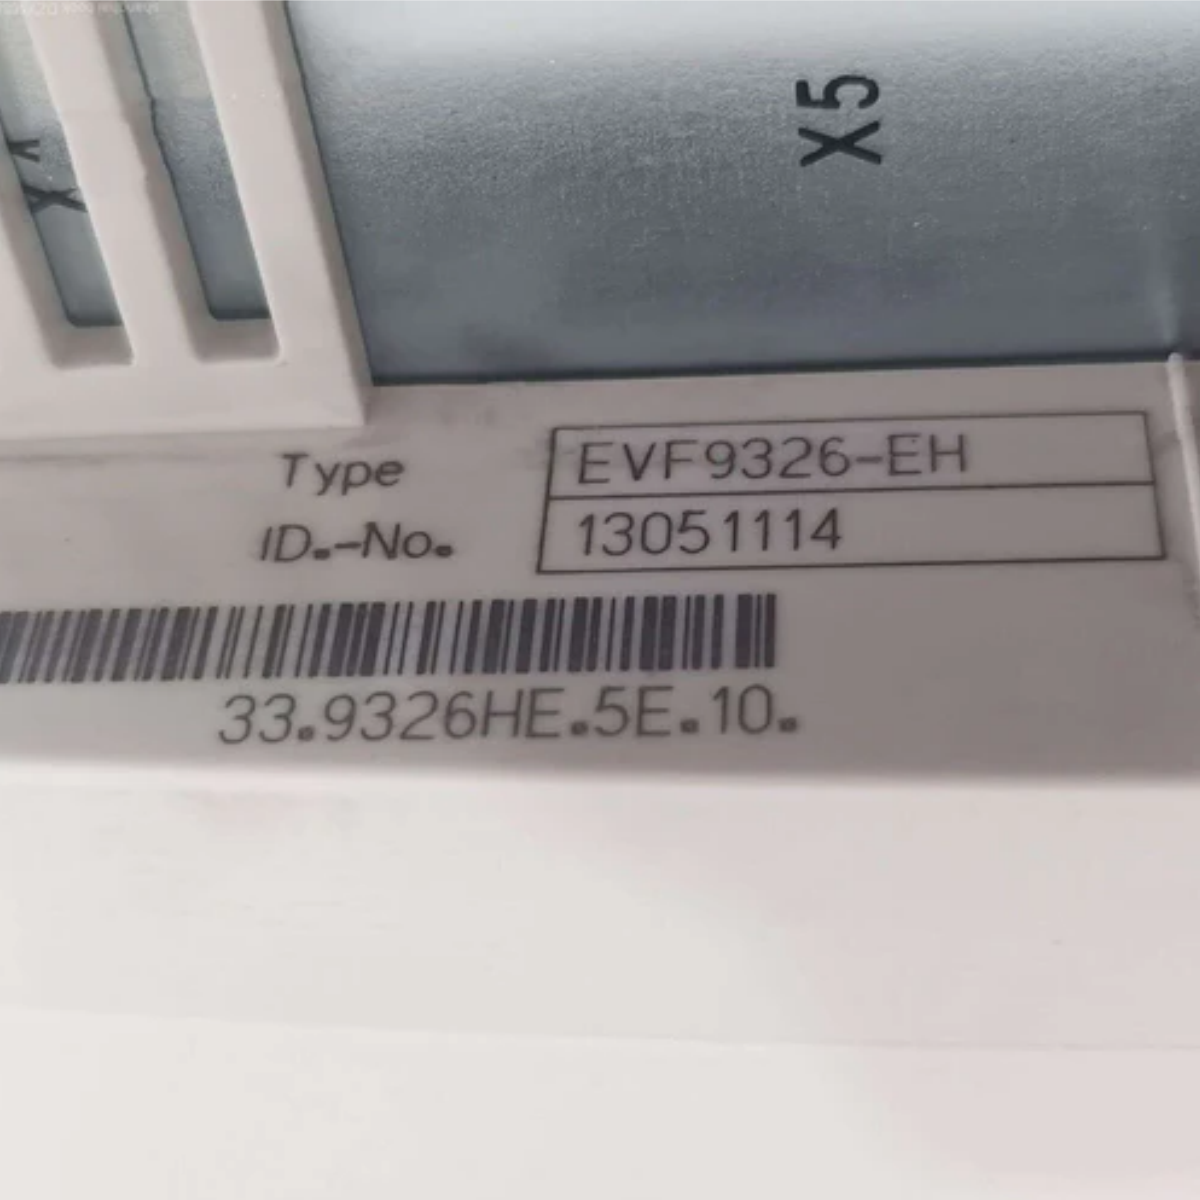 X5
Type EVF9326-EH
ID.-No. 13051114
33.9326HE.5E.10.